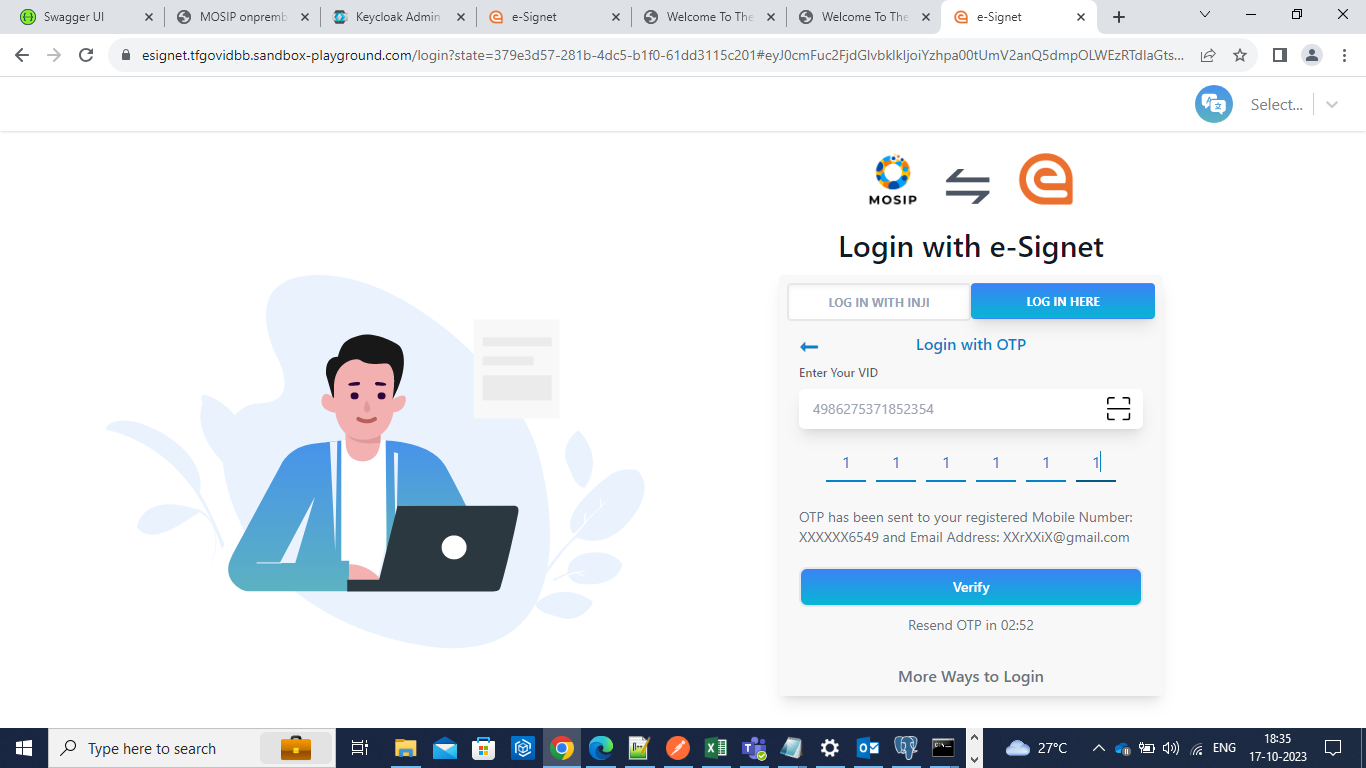 Swagger UI
MOSIP onpremb
Keycloak Admin
e-Signet
Welcome To The
Welcome To The
e-Signet
esignet.tfgovidbb.sandbox-playground.com/login?state=379e3d57-281b-4dc5-b1f0-61dd3115c201#eyJ0cmFuc2FjdGlvbklkIjoiYzhpa00tUmV2anQ5dmpOLWEzRTdIaGts...
Select...
MOSIP
Login with e-Signet
LOG IN WITH INJI
LOG IN HERE
Login with OTP
Enter Your VID
4986275371852354
1 1 1 1 1 1
OTP has been sent to your registered Mobile Number:
XXXXXX6549 and Email Address: XXrXXiX@gmail.com
Verify
Resend OTP in 02:52
More Ways to Login
Type here to search
27°C
ENG
18:35
17-10-2023